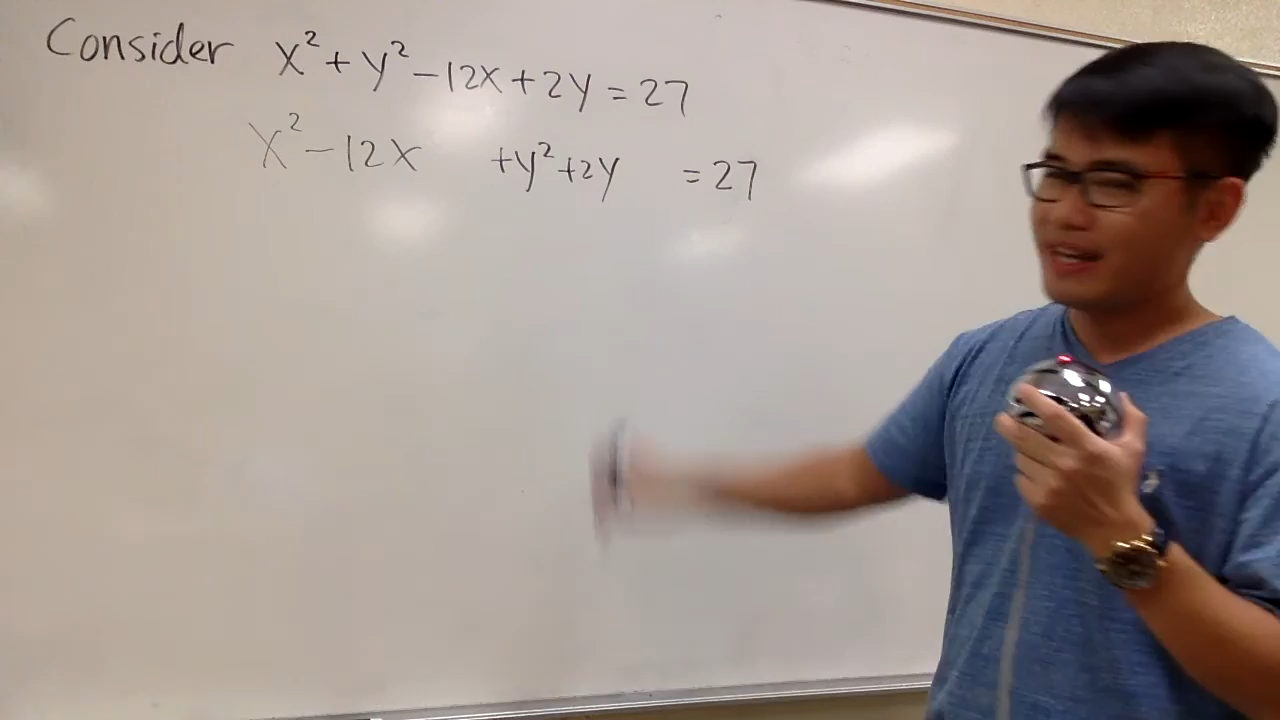 Consider x² + y² - 12x + 2y = 27
x² - 12x + y² + 2y = 27